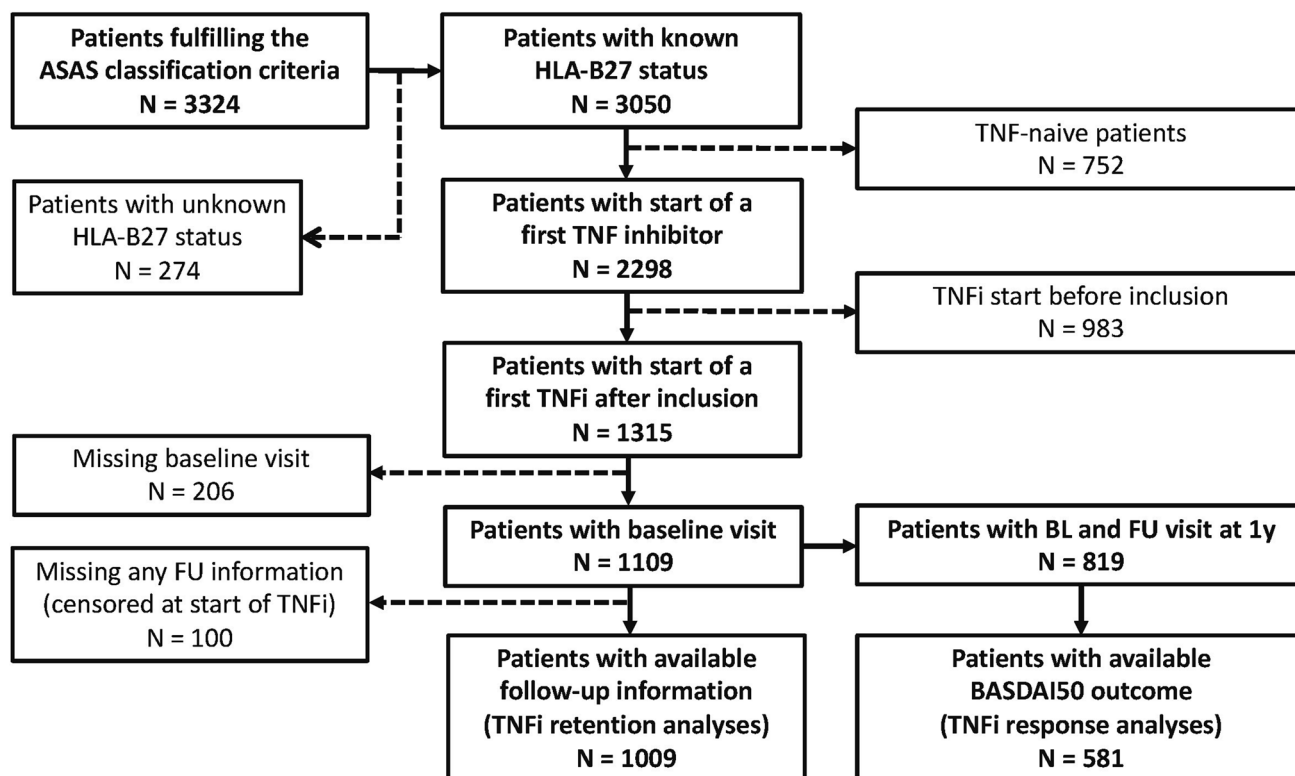 Patients fulfilling the
ASAS classification criteria
N = 3324
Patients with known
HLA-B27 status
N = 3050
TNF-naive patients
N = 752
Patients with unknown
HLA-B27 status
N = 274
Patients with start of a
first TNF inhibitor
N = 2298
TNFi start before inclusion
N = 983
Patients with start of a
first TNFi after inclusion
N = 1315
Missing baseline visit
N = 206
Patients with baseline visit
N = 1109
Patients with BL and FU visit at 1y
N = 819
Missing any FU information
(censored at start of TNFi)
N = 100
Patients with available
follow-up information
(TNFi retention analyses)
N = 1009
Patients with available
BASDAI50 outcome
(TNFi response analyses)
N = 581